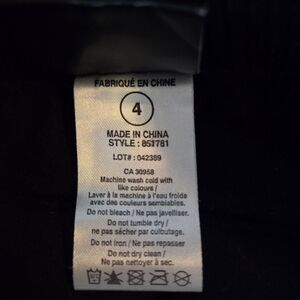 FABRIQUÉ EN CHINE
4
MADE IN CHINA
STYLE : 851781
LOT# : 042389
CA 30958
Machine wash cold with
like colours /
Laver à la machine à l'eau froide
avec des couleurs semblables.
Do not bleach / Ne pas javelliser.
Do not tumble dry /
ne pas sécher par culbutage.
Do not iron / Ne pas repasser
Do not dry clean /
Ne pas nettoyer à sec.